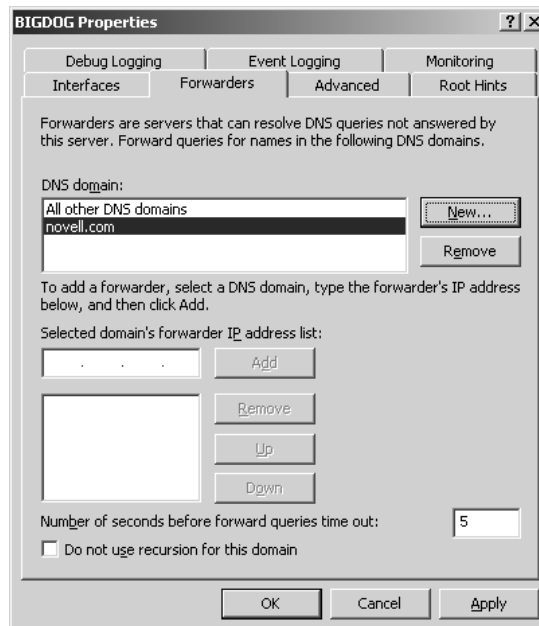 BIGDOG Properties
Debug Logging Event Logging Monitoring
Interfaces Forwarders Advanced Root Hints
Forwarders are servers that can resolve DNS queries not answered by
this server. Forward queries for names in the following DNS domains.
DNS domain:
All other DNS domains
New...
novell.com
Remove
To add a forwarder, select a DNS domain, type the forwarder's IP address
below, and then click Add.
Selected domain's forwarder IP address list:
. . . Add
Remove
Up
Down
Number of seconds before forward queries time out: 5
Do not use recursion for this domain
OK Cancel Apply